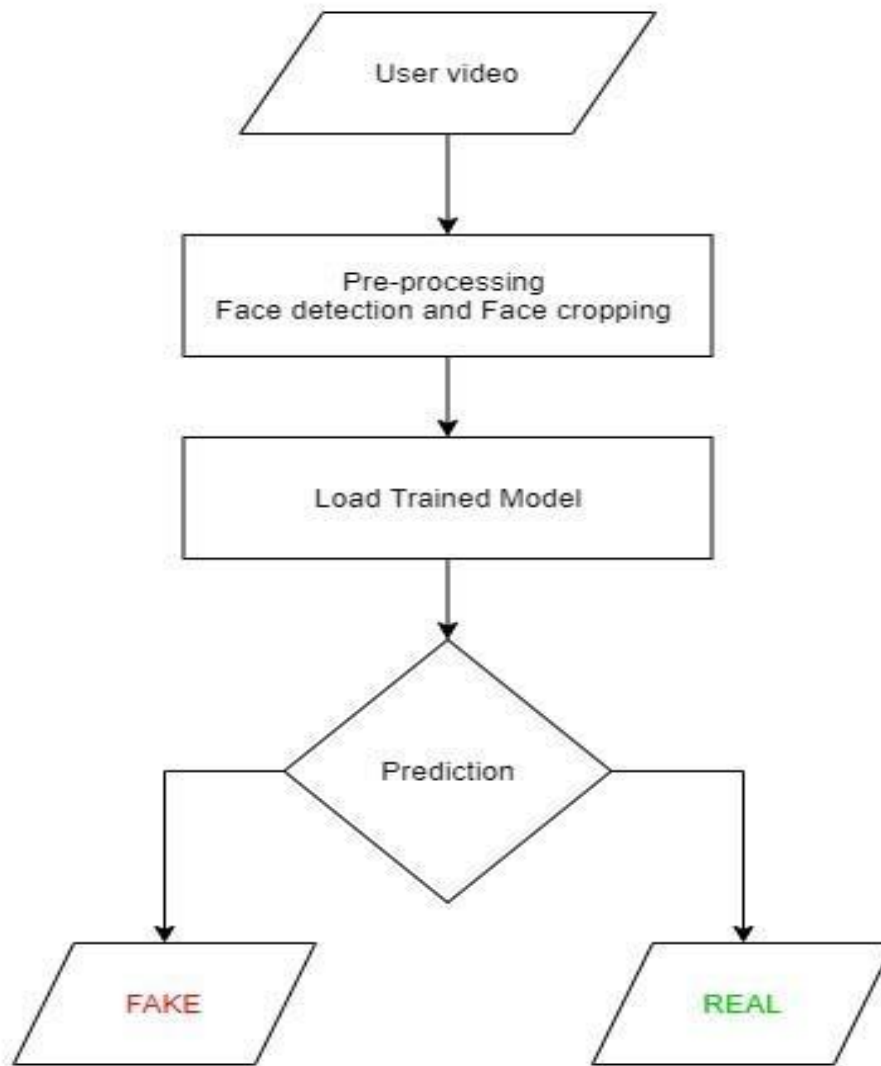 User video
Pre-processing
Face detection and Face cropping
Load Trained Model
Prediction
FAKE
REAL